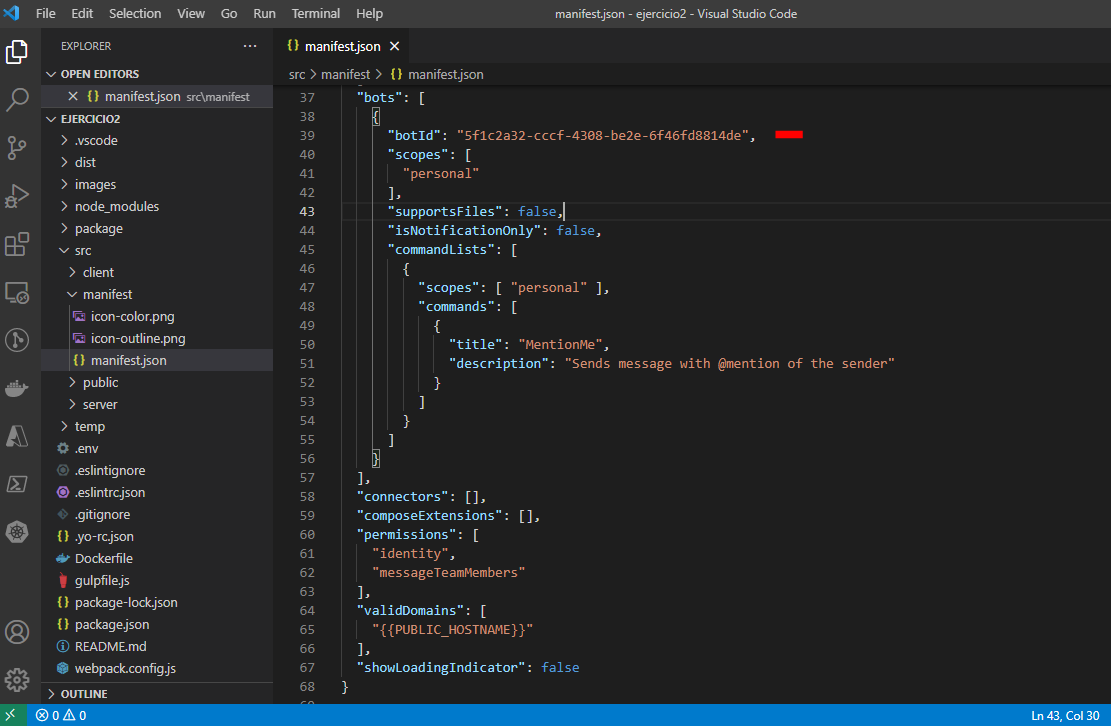 File Edit Selection View Go Run Terminal Help manifest.json - ejercicio2 - Visual Studio Code
EXPLORER ···
OPEN EDITORS
{} manifest.json src\manifest
EJERCICIO2
.vscode
dist
images
node_modules
package
src
client
manifest
icon-color.png
icon-outline.png
{} manifest.json
public
server
temp
.env
.eslintignore
.eslintrc.json
.gitignore
{} .yo-rc.json
Dockerfile
gulpfile.js
{} package-lock.json
{} package.json
README.md
webpack.config.js
OUTLINE
{} manifest.json
src > manifest > {} manifest.json
37 "bots": [
38 {
39 "botId": "5f1c2a32-cccf-4308-be2e-6f46fd8814de",
40 "scopes": [
41 "personal"
42 ],
43 "supportsFiles": false,
44 "isNotificationOnly": false,
45 "commandLists": [
46 {
47 "scopes": [ "personal" ],
48 "commands": [
49 {
50 "title": "MentionMe",
51 "description": "Sends message with @mention of the sender"
52 }
53 ]
54 }
55 ]
56 }
57 ],
58 "connectors": [],
59 "composeExtensions": [],
60 "permissions": [
61 "identity",
62 "messageTeamMembers"
63 ],
64 "validDomains": [
65 "{{PUBLIC_HOSTNAME}}"
66 ],
67 "showLoadingIndicator": false
68 }
0 0 Ln 43, Col 30